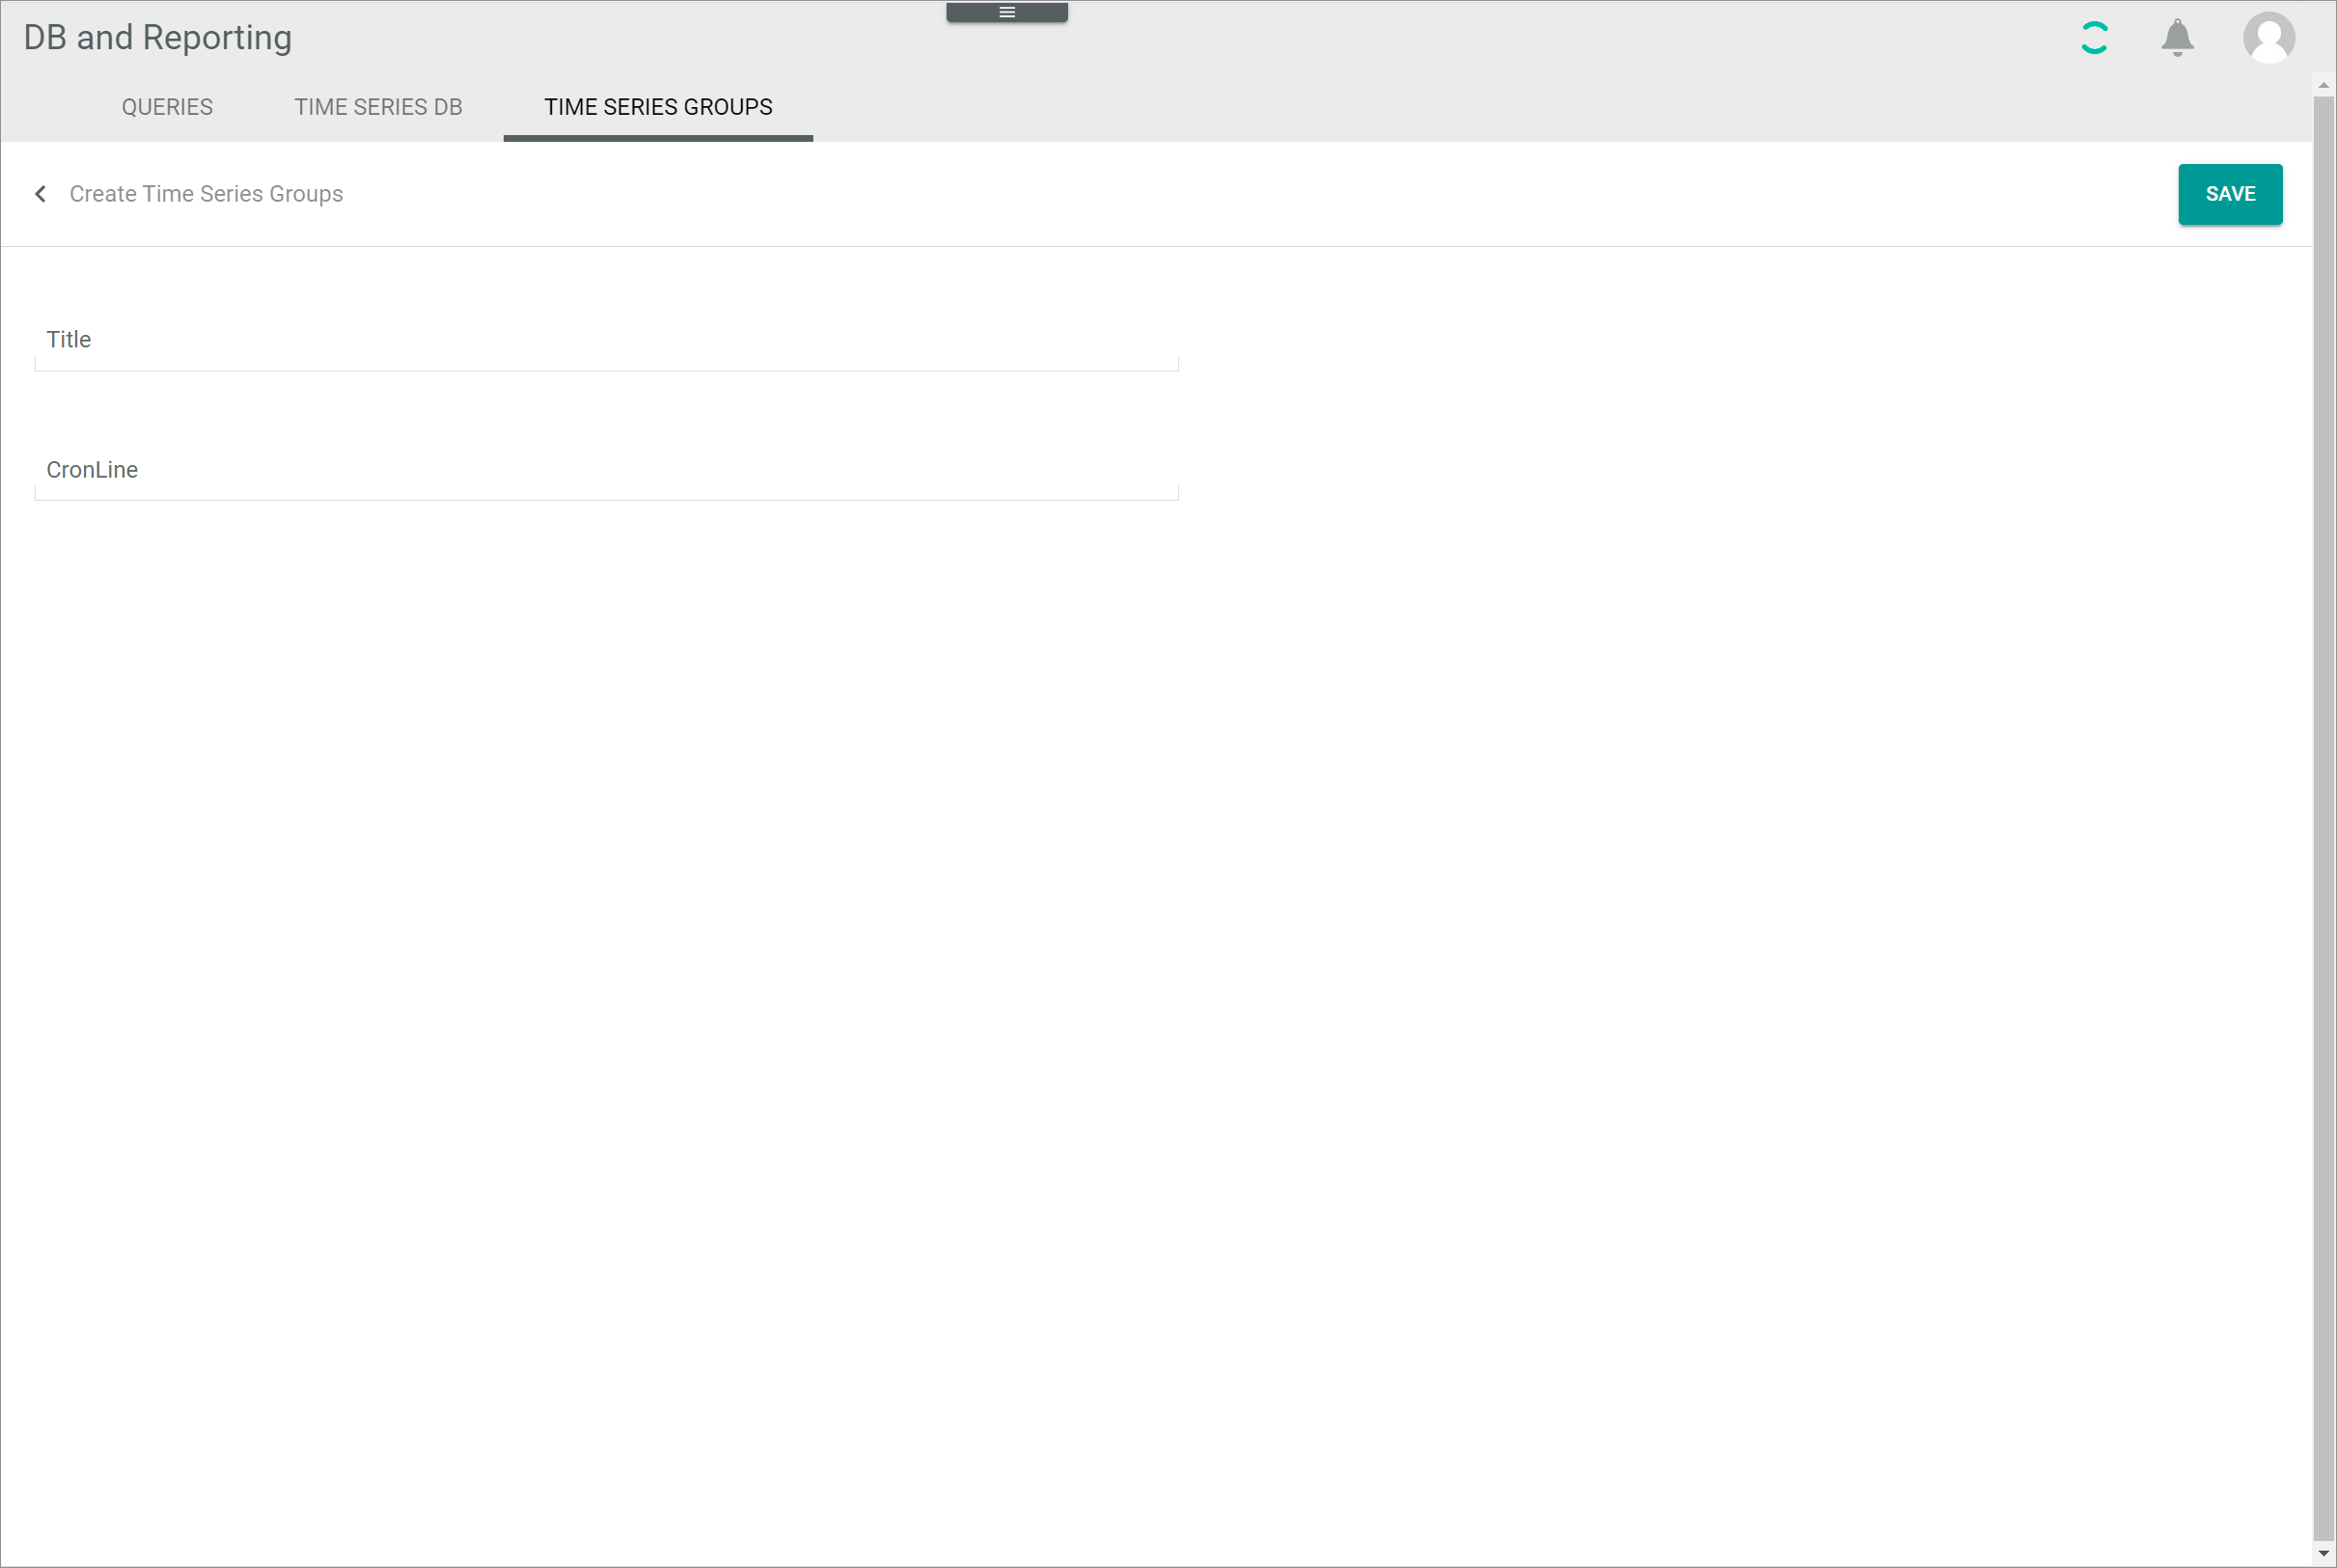 DB and Reporting
QUERIES
TIME SERIES DB
TIME SERIES GROUPS
Create Time Series Groups
SAVE
Title
CronLine